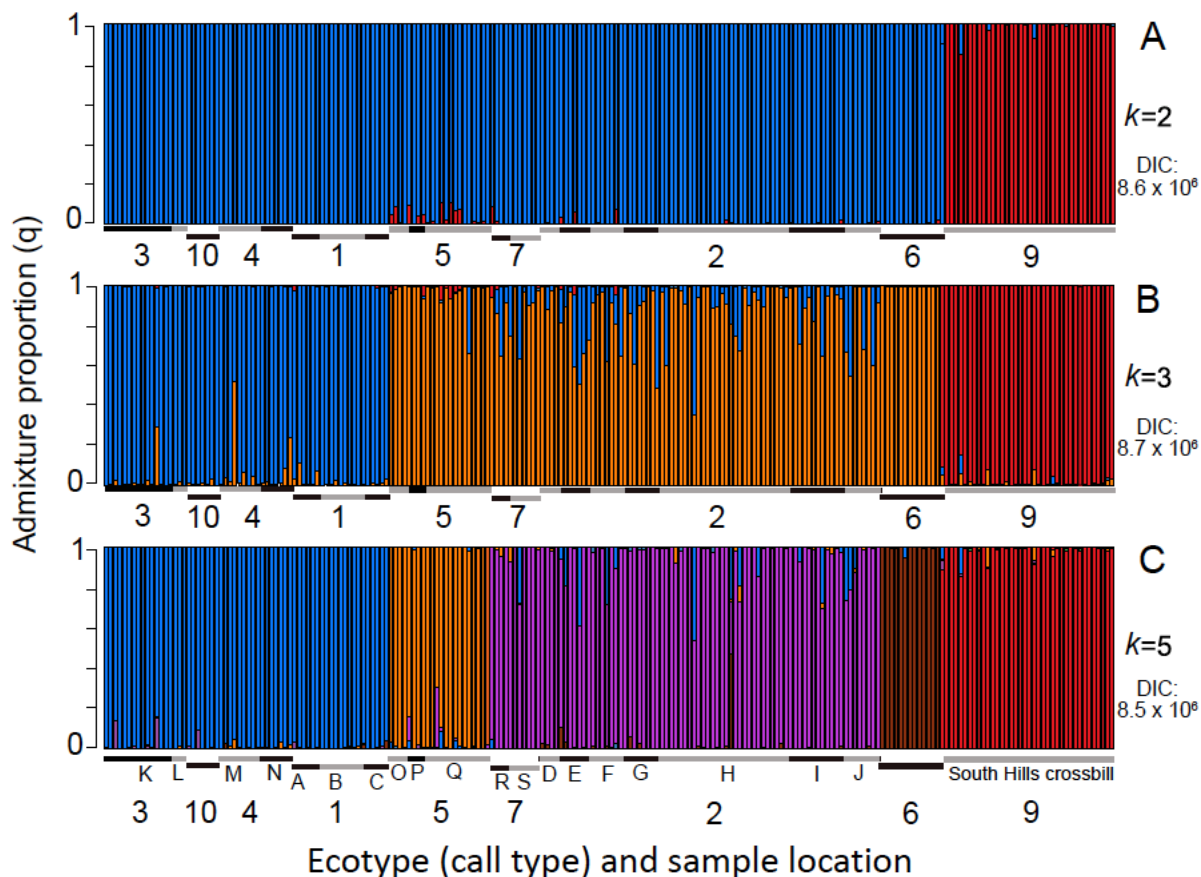 1
0
A
k=2
DIC:
8.6 x 10⁶
3 10 4 1 5 7 2 6 9
Admixture proportion (q)
1
0
B
k=3
DIC:
8.7 x 10⁶
3 10 4 1 5 7 2 6 9
1
0
C
k=5
DIC:
8.5 x 10⁶
K L M N A B C O P Q R S D E F G H I J South Hills crossbill
3 10 4 1 5 7 2 6 9
Ecotype (call type) and sample location